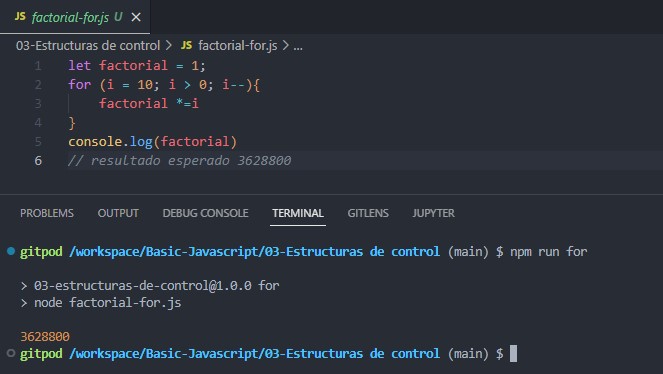 JS factorial-for.js U ×
03-Estructuras de control > JS factorial-for.js > ...
1 let factorial = 1;
2 for (i = 10; i > 0; i--){
3 factorial *=i
4 }
5 console.log(factorial)
6 // resultado esperado 3628800
PROBLEMS OUTPUT DEBUG CONSOLE TERMINAL GITLENS JUPYTER
gitpod /workspace/Basic-Javascript/03-Estructuras de control (main) $ npm run for
> 03-estructuras-de-control@1.0.0 for
> node factorial-for.js
3628800
gitpod /workspace/Basic-Javascript/03-Estructuras de control (main) $